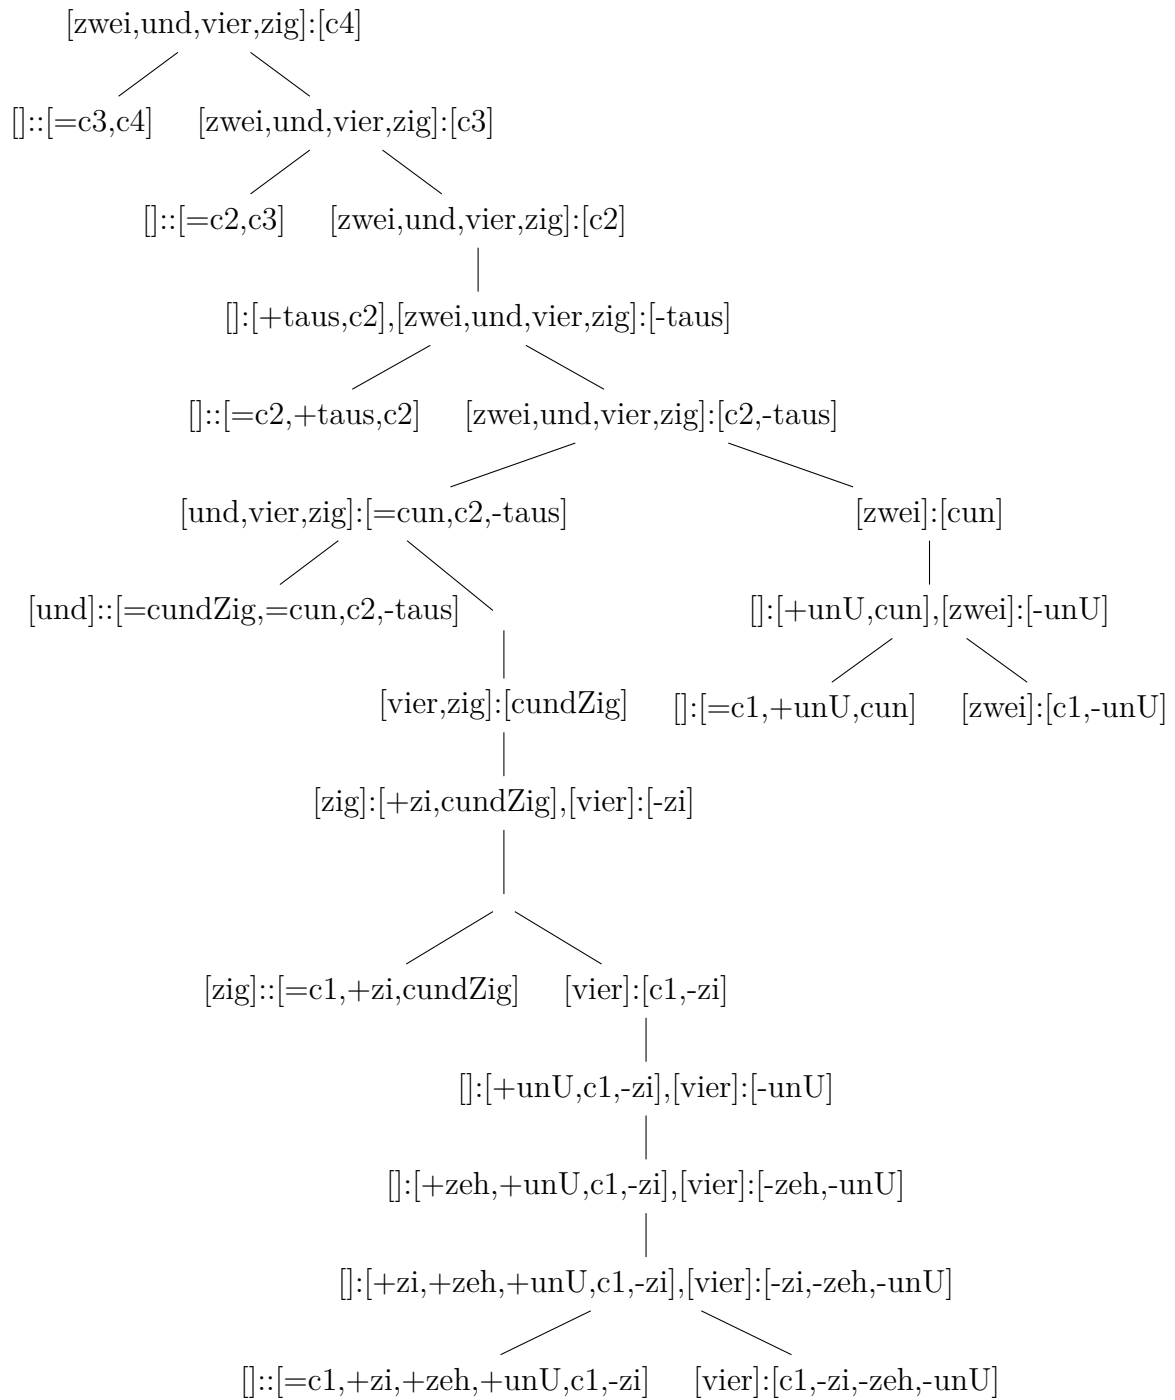 [zwei,und,vier,zig]:[c4]
[]::[=c3,c4] [zwei,und,vier,zig]:[c3]
[]::[=c2,c3] [zwei,und,vier,zig]:[c2]
[]:[+taus,c2],[zwei,und,vier,zig]:[-taus]
[]::[=c2,+taus,c2] [zwei,und,vier,zig]:[c2,-taus]
[und,vier,zig]:[=cun,c2,-taus] [zwei]:[cun]
[und]::[=cundZig,=cun,c2,-taus] []:[+unU,cun],[zwei]:[-unU]
[vier,zig]:[cundZig] []:[=c1,+unU,cun] [zwei]:[c1,-unU]
[zig]:[+zi,cundZig],[vier]:[-zi]
[zig]::[=c1,+zi,cundZig] [vier]:[c1,-zi]
[]:[+unU,c1,-zi],[vier]:[-unU]
[]:[+zeh,+unU,c1,-zi],[vier]:[-zeh,-unU]
[]:[+zi,+zeh,+unU,c1,-zi],[vier]:[-zi,-zeh,-unU]
[]::[=c1,+zi,+zeh,+unU,c1,-zi] [vier]:[c1,-zi,-zeh,-unU]